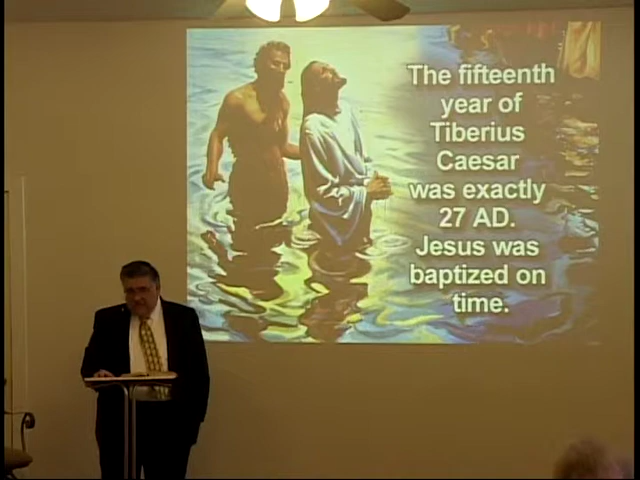 The fifteenth
year of
Tiberius
Caesar
was exactly
27 AD.
Jesus was
baptized on
time.